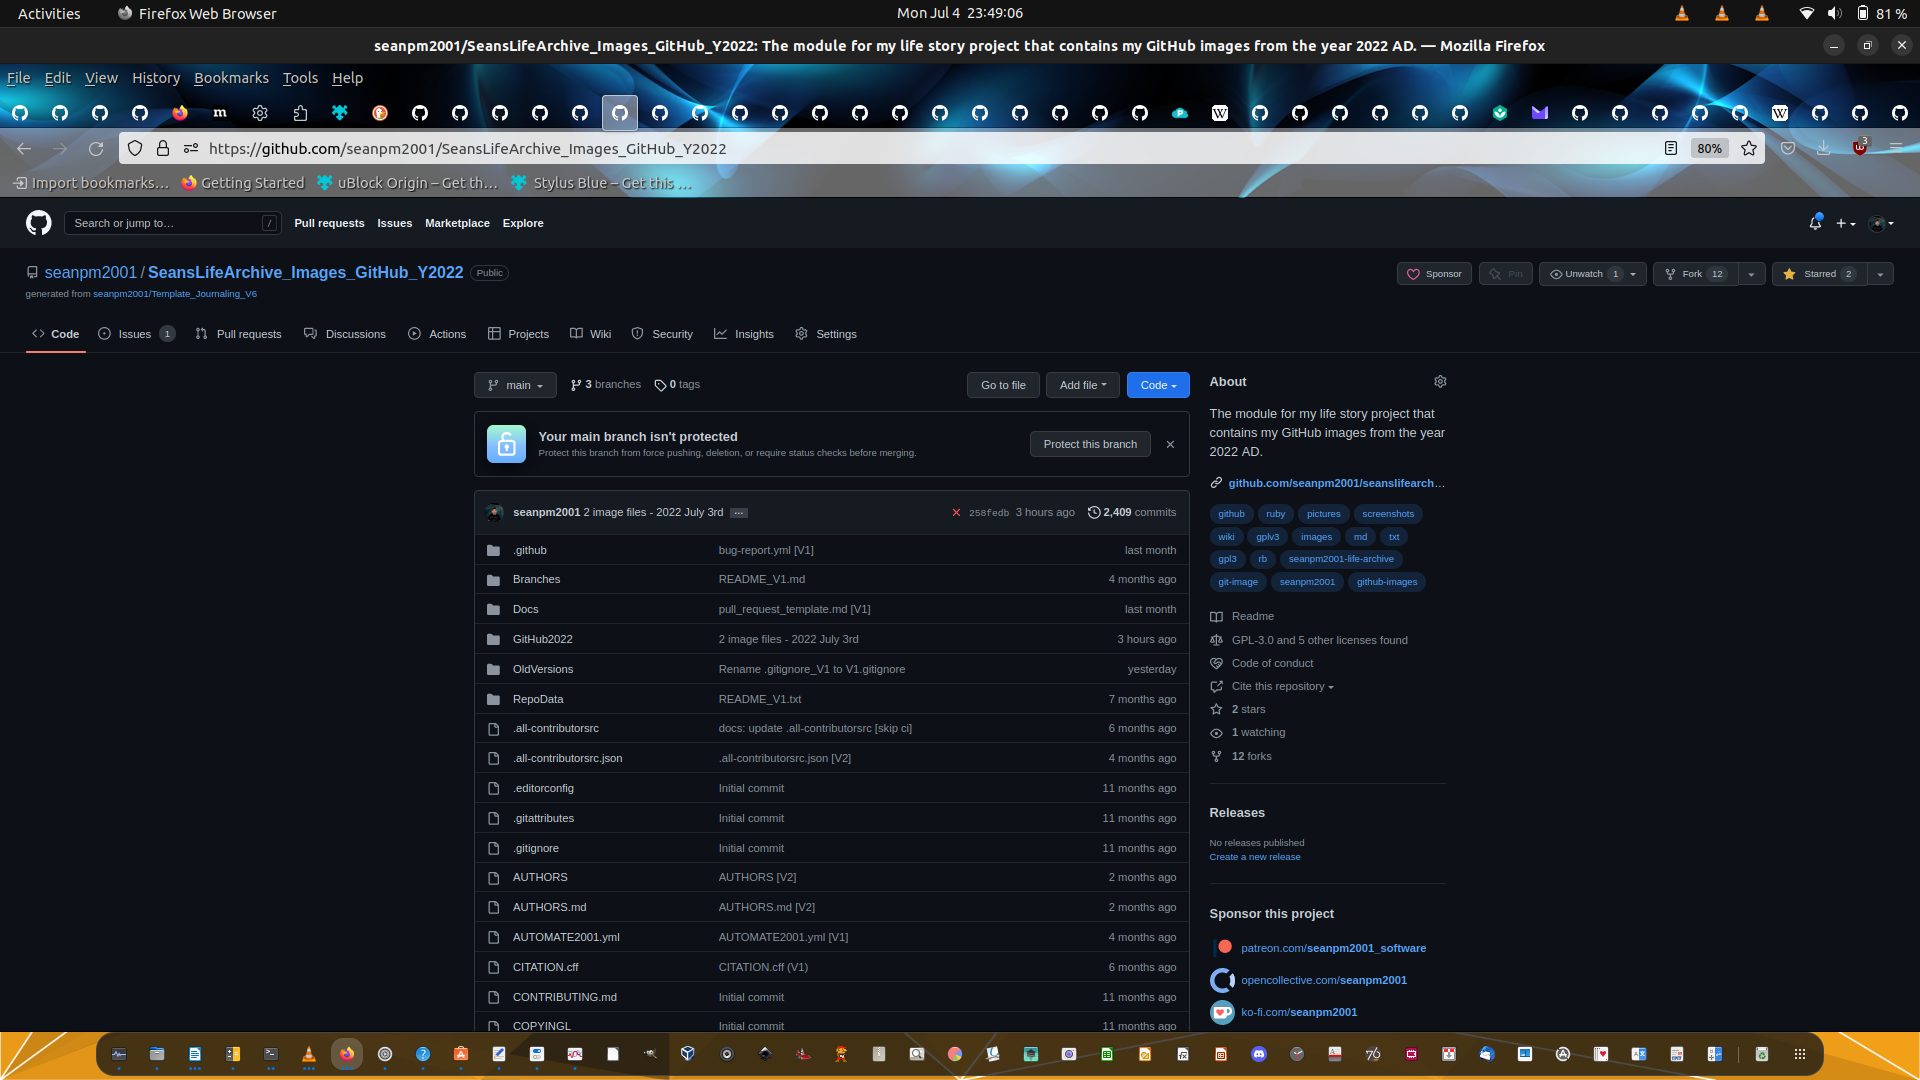 Activities
Firefox Web Browser
Mon Jul 4 23:49:06
81 %
seanpm2001/SeansLifeArchive_Images_GitHub_Y2022: The module for my life story project that contains my GitHub images from the year 2022 AD. — Mozilla Firefox
File Edit View History Bookmarks Tools Help
https://github.com/seanpm2001/SeansLifeArchive_Images_GitHub_Y2022
80%
3
Import bookmarks…
Getting Started
uBlock Origin – Get th…
Stylus Blue – Get this …
Search or jump to…
/
Pull requests Issues Marketplace Explore
seanpm2001 / SeansLifeArchive_Images_GitHub_Y2022 Public
generated from seanpm2001/Template_Journaling_V6
Sponsor
Pin
Unwatch 1
Fork 12
Starred 2
Code
Issues 1
Pull requests
Discussions
Actions
Projects
Wiki
Security
Insights
Settings
main
3 branches
0 tags
Go to file
Add file
Code
Your main branch isn't protected
Protect this branch from force pushing, deletion, or require status checks before merging.
Protect this branch
seanpm2001 2 image files - 2022 July 3rd …
258fedb 3 hours ago
2,409 commits
.github bug-report.yml [V1] last month
Branches README_V1.md 4 months ago
Docs pull_request_template.md [V1] last month
GitHub2022 2 image files - 2022 July 3rd 3 hours ago
OldVersions Rename .gitignore_V1 to V1.gitignore yesterday
RepoData README_V1.txt 7 months ago
.all-contributorsrc docs: update .all-contributorsrc [skip ci] 6 months ago
.all-contributorsrc.json .all-contributorsrc.json [V2] 4 months ago
.editorconfig Initial commit 11 months ago
.gitattributes Initial commit 11 months ago
.gitignore Initial commit 11 months ago
AUTHORS AUTHORS [V2] 2 months ago
AUTHORS.md AUTHORS.md [V2] 2 months ago
AUTOMATE2001.yml AUTOMATE2001.yml [V1] 4 months ago
CITATION.cff CITATION.cff (V1) 6 months ago
CONTRIBUTING.md Initial commit 11 months ago
COPYINGL Initial commit 11 months ago
About
The module for my life story project that
contains my GitHub images from the year
2022 AD.
github.com/seanpm2001/seanslifearch…
github ruby pictures screenshots
wiki gplv3 images md txt
gpl3 rb seanpm2001-life-archive
git-image seanpm2001 github-images
Readme
GPL-3.0 and 5 other licenses found
Code of conduct
Cite this repository
2 stars
1 watching
12 forks
Releases
No releases published
Create a new release
Sponsor this project
patreon.com/seanpm2001_software
opencollective.com/seanpm2001
ko-fi.com/seanpm2001